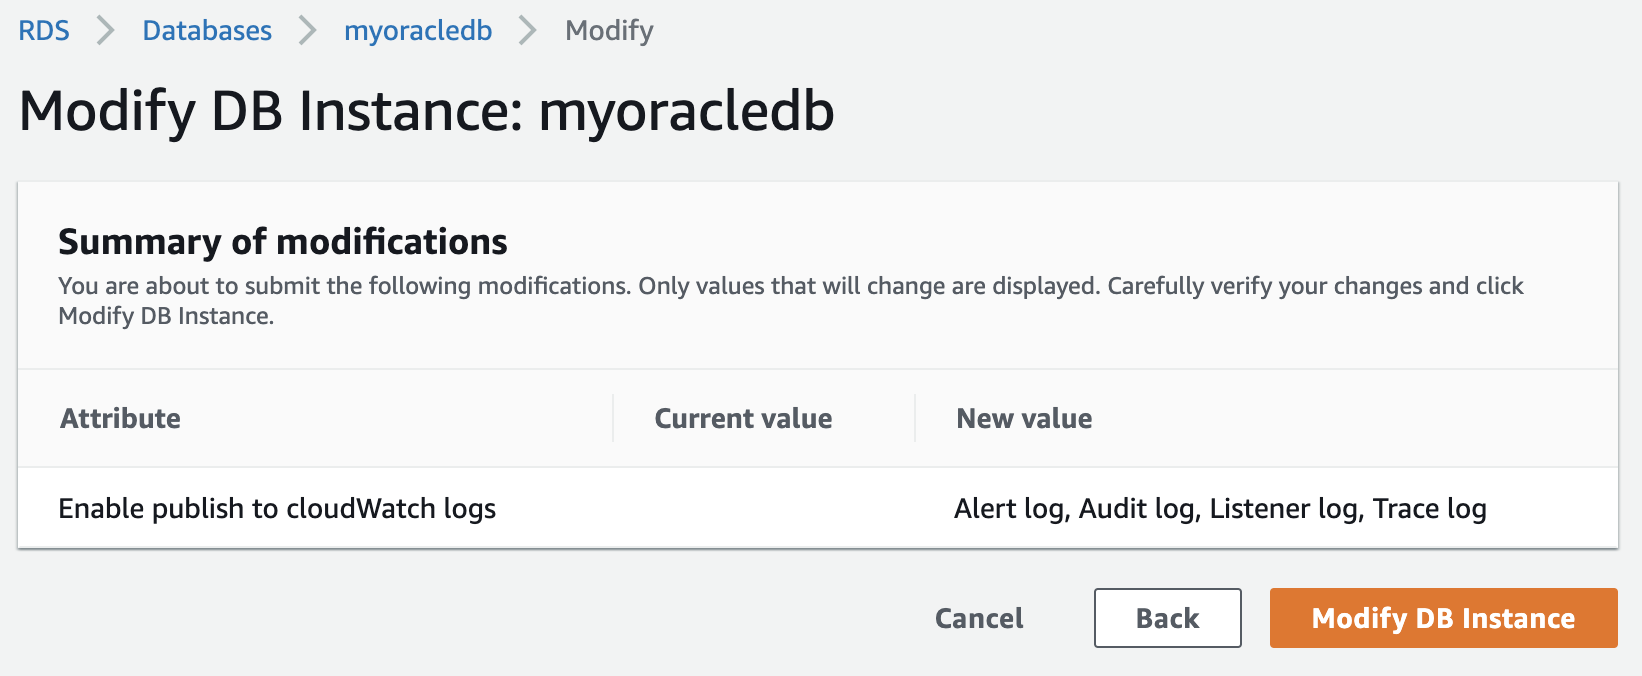 RDS Databases myoracledb Modify
Modify DB Instance: myoracledb
Summary of modifications
You are about to submit the following modifications. Only values that will change are displayed. Carefully verify your changes and click
Modify DB Instance.
Attribute Current value New value
Enable publish to cloudWatch logs Alert log, Audit log, Listener log, Trace log
Cancel Back Modify DB Instance